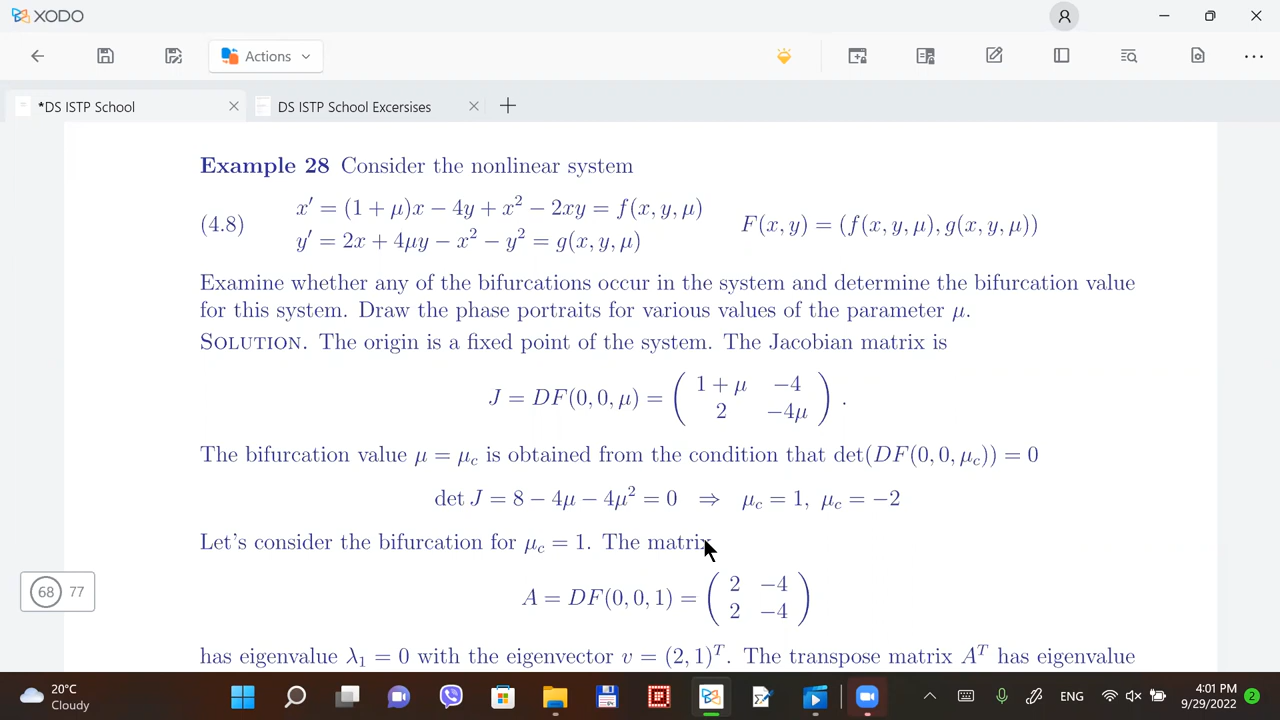 XODO
Actions
*DS ISTP School
DS ISTP School Excersises
Example 28 Consider the nonlinear system
(4.8) x′ = (1 + μ)x − 4y + x² − 2xy = f(x, y, μ)
y′ = 2x + 4μy − x² − y² = g(x, y, μ)
F(x, y) = (f(x, y, μ), g(x, y, μ))
Examine whether any of the bifurcations occur in the system and determine the bifurcation value
for this system. Draw the phase portraits for various values of the parameter μ.
SOLUTION. The origin is a fixed point of the system. The Jacobian matrix is
J = DF(0, 0, μ) = ( 1 + μ −4
2 −4μ ) .
The bifurcation value μ = μc is obtained from the condition that det(DF(0, 0, μc)) = 0
det J = 8 − 4μ − 4μ² = 0 ⇒ μc = 1, μc = −2
Let's consider the bifurcation for μc = 1. The matrix
A = DF(0, 0, 1) = ( 2 −4
2 −4 )
68 77
has eigenvalue λ₁ = 0 with the eigenvector v = (2, 1)ᵀ. The transpose matrix Aᵀ has eigenvalue
20°C
Cloudy
ENG
4:01 PM
9/29/2022
2